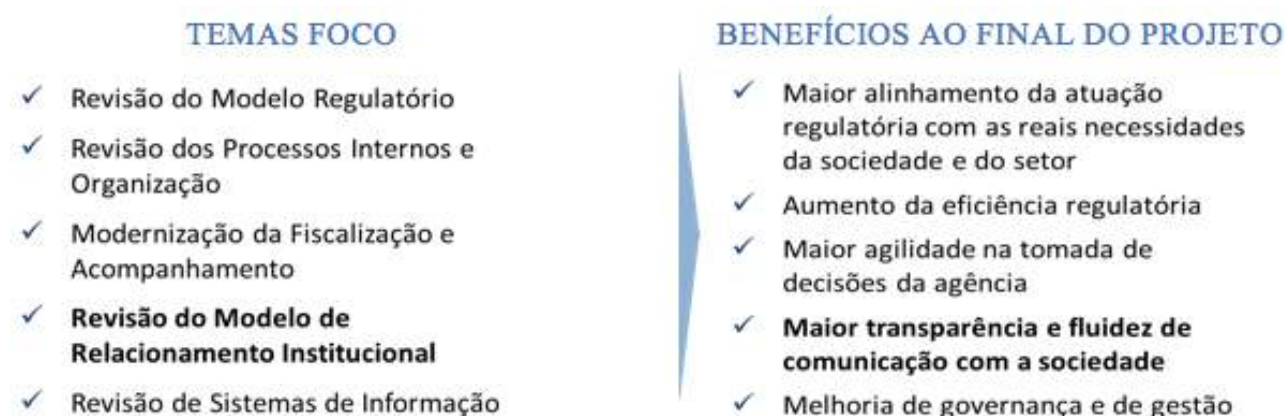 TEMAS FOCO
✓ Revisão do Modelo Regulatório
✓ Revisão dos Processos Internos e
Organização
✓ Modernização da Fiscalização e
Acompanhamento
✓ Revisão do Modelo de
Relacionamento Institucional
✓ Revisão de Sistemas de Informação
BENEFÍCIOS AO FINAL DO PROJETO
✓ Maior alinhamento da atuação
regulatória com as reais necessidades
da sociedade e do setor
✓ Aumento da eficiência regulatória
✓ Maior agilidade na tomada de
decisões da agência
✓ Maior transparência e fluidez de
comunicação com a sociedade
✓ Melhoria de governança e de gestão